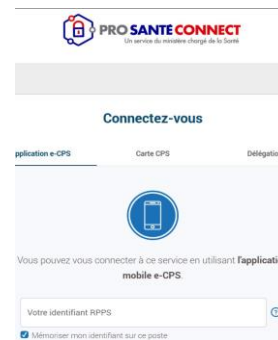 PRO SANTÉ CONNECT
Un service du ministère chargé de la Santé
Connectez-vous
pplication e-CPS Carte CPS Délégatio
Vous pouvez vous connecter à ce service en utilisant l'applicati
mobile e-CPS.
Votre identifiant RPPS
Mémoriser mon identifiant sur ce poste